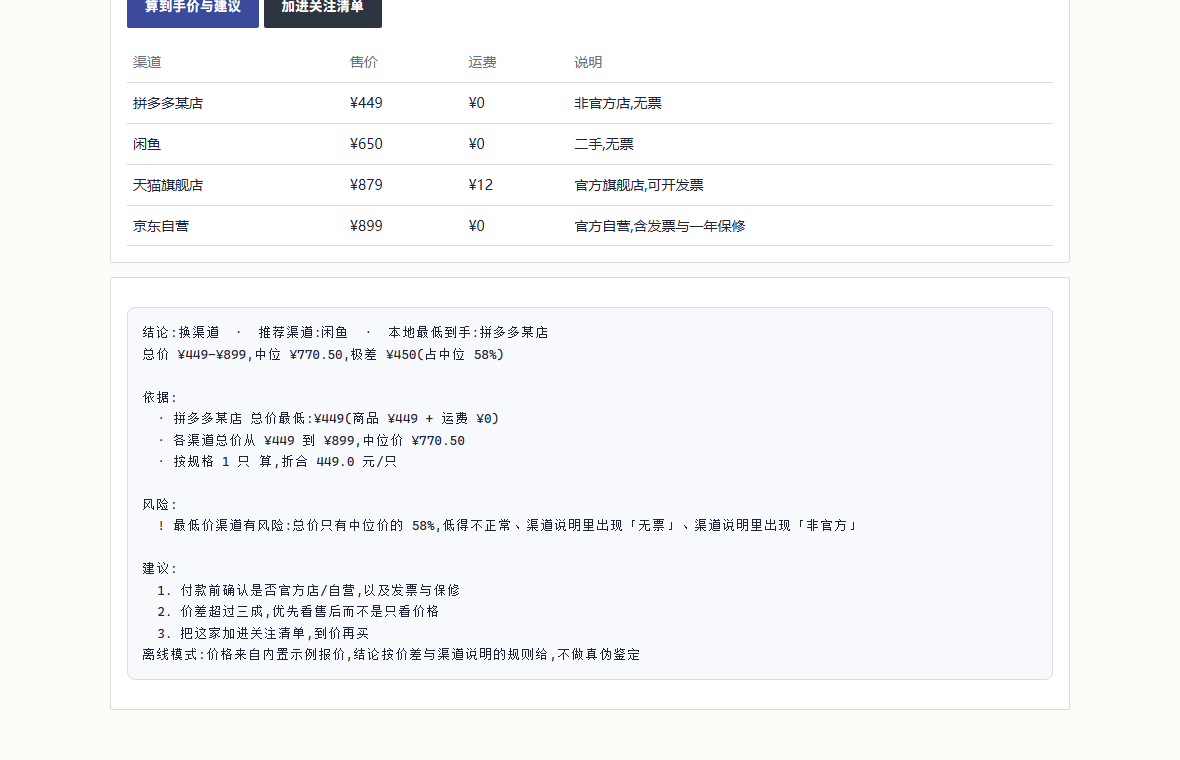 算到手价与建议 加进关注清单
渠道 售价 运费 说明
拼多多某店 ¥449 ¥0 非官方店,无票
闲鱼 ¥650 ¥0 二手,无票
天猫旗舰店 ¥879 ¥12 官方旗舰店,可开发票
京东自营 ¥899 ¥0 官方自营,含发票与一年保修
结论:换渠道 · 推荐渠道:闲鱼 · 本地最低到手:拼多多某店
总价 ¥449–¥899,中位 ¥770.50,极差 ¥450(占中位 58%)
依据:
· 拼多多某店 总价最低:¥449(商品 ¥449 + 运费 ¥0)
· 各渠道总价从 ¥449 到 ¥899,中位价 ¥770.50
· 按规格 1 只 算,折合 449.0 元/只
风险:
! 最低价渠道有风险:总价只有中位价的 58%,低得不正常、渠道说明里出现「无票」、渠道说明里出现「非官方」
建议:
1. 付款前确认是否官方店/自营,以及发票与保修
2. 价差超过三成,优先看售后而不是只看价格
3. 把这家加进关注清单,到价再买
离线模式:价格来自内置示例报价,结论按价差与渠道说明的规则给,不做真伪鉴定